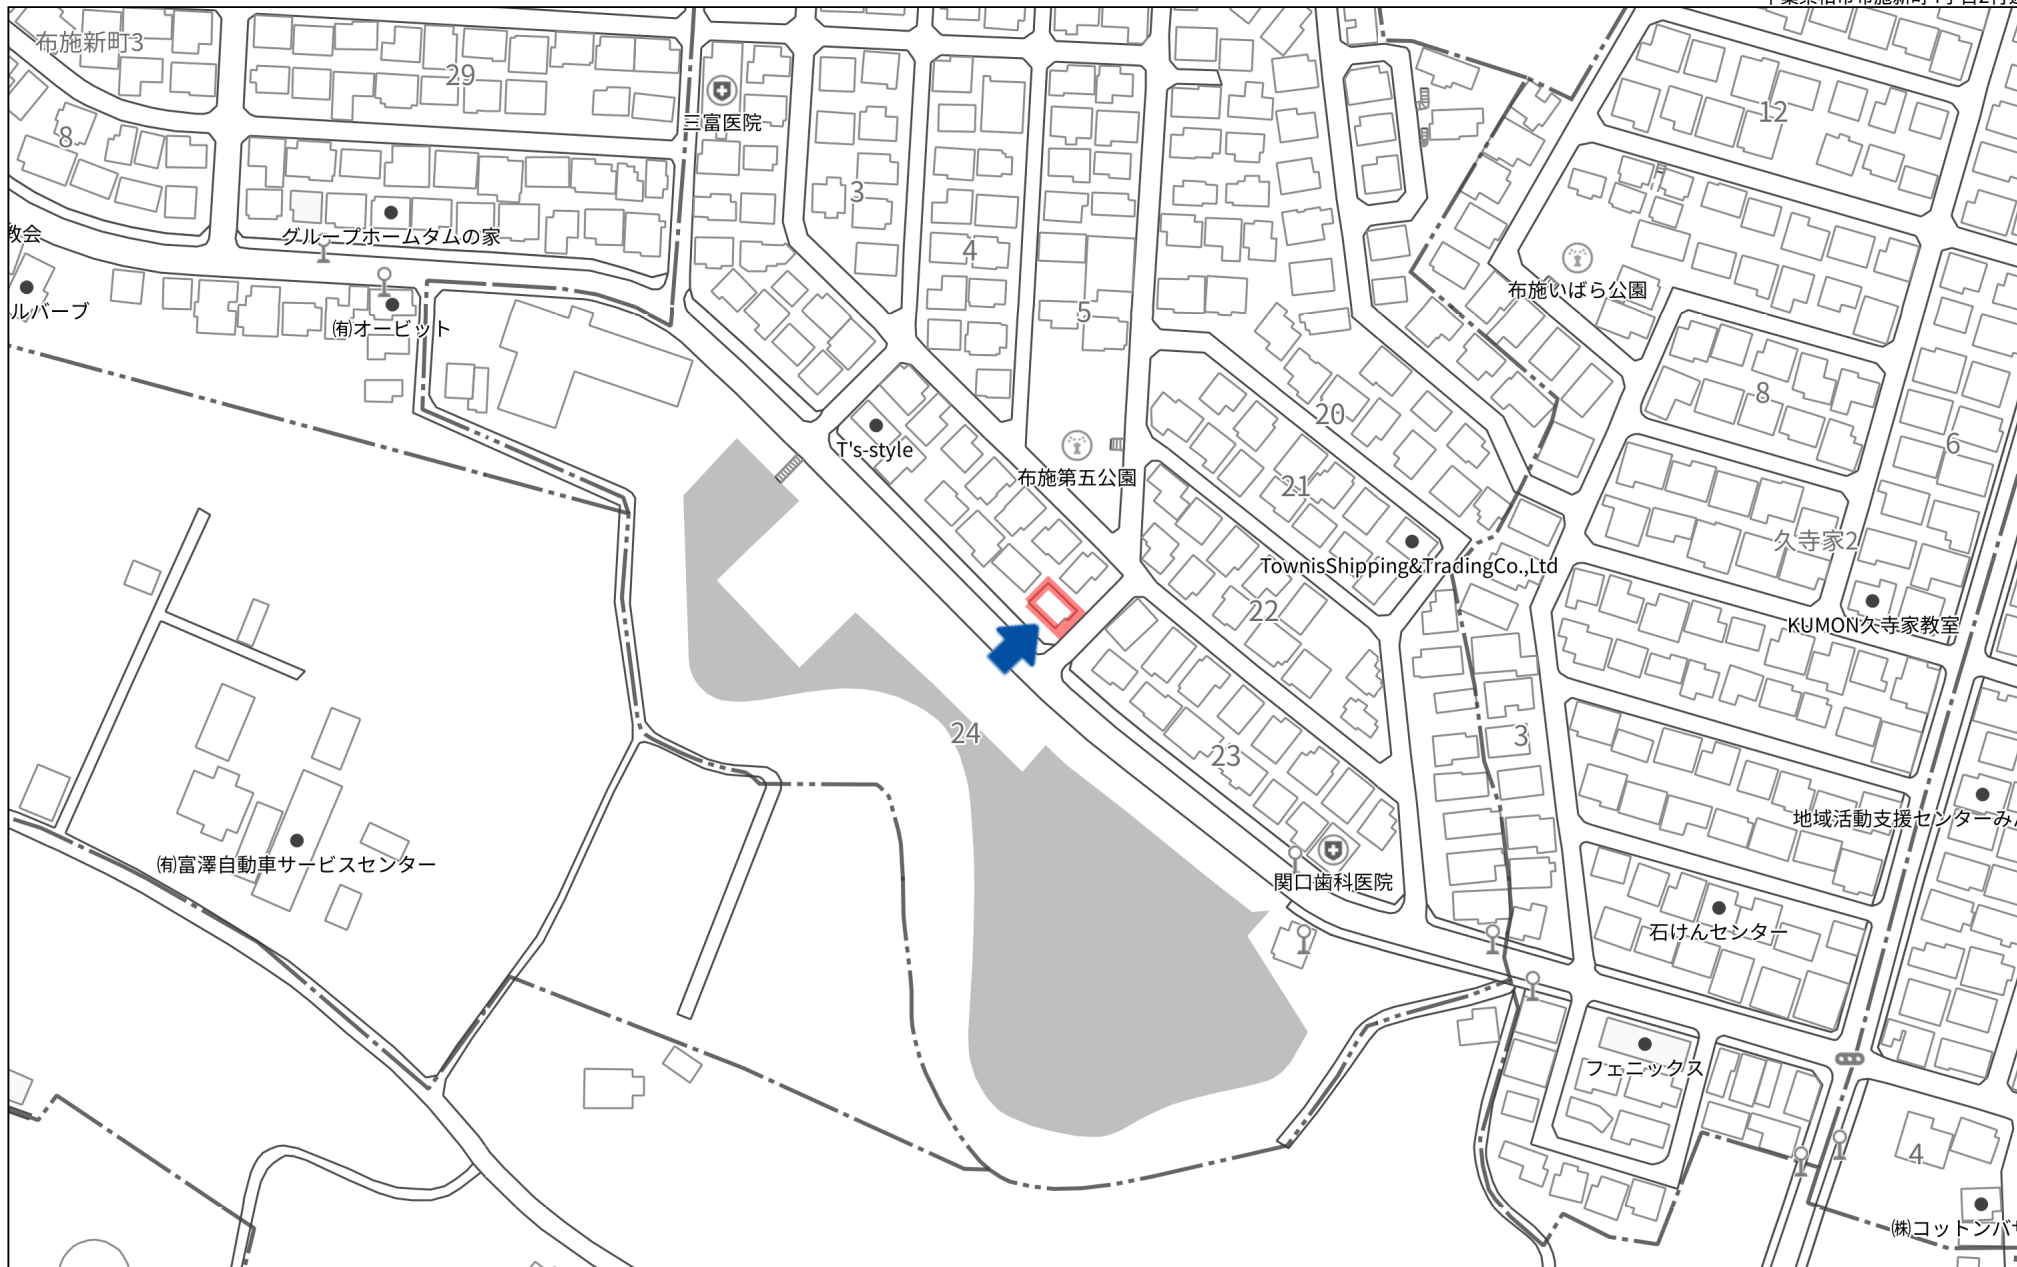 布施新町3
29
三富医院
12
8
3
グループホームタムの家
教会
4
布施いばら公園
ルバーブ
㈲オービット
5
8
20
T's-style
布施第五公園
6
21
久寺家2
TownisShipping&TradingCo.,Ltd
22
KUMON久寺家教室
24
23
3
地域活動支援センターみ
㈲富澤自動車サービスセンター
関口歯科医院
石けんセンター
フェニックス
4
㈱コットンバ